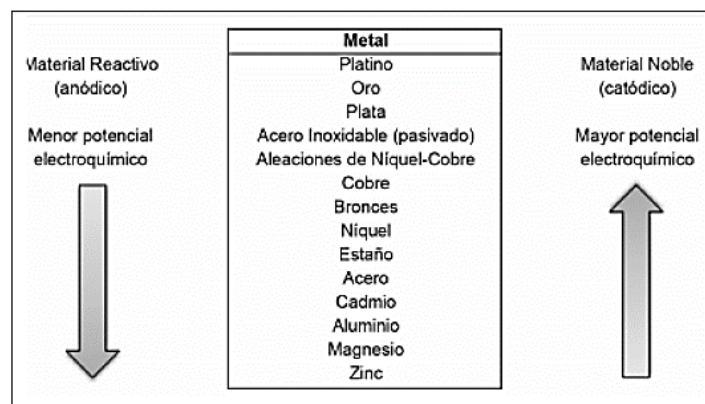 Metal
Material Reactivo
(anódico)
Menor potencial
electroquímico
Platino
Oro
Plata
Acero Inoxidable (pasivado)
Aleaciones de Níquel-Cobre
Cobre
Bronces
Níquel
Estaño
Acero
Cadmio
Aluminio
Magnesio
Zinc
Material Noble
(catódico)
Mayor potencial
electroquímico